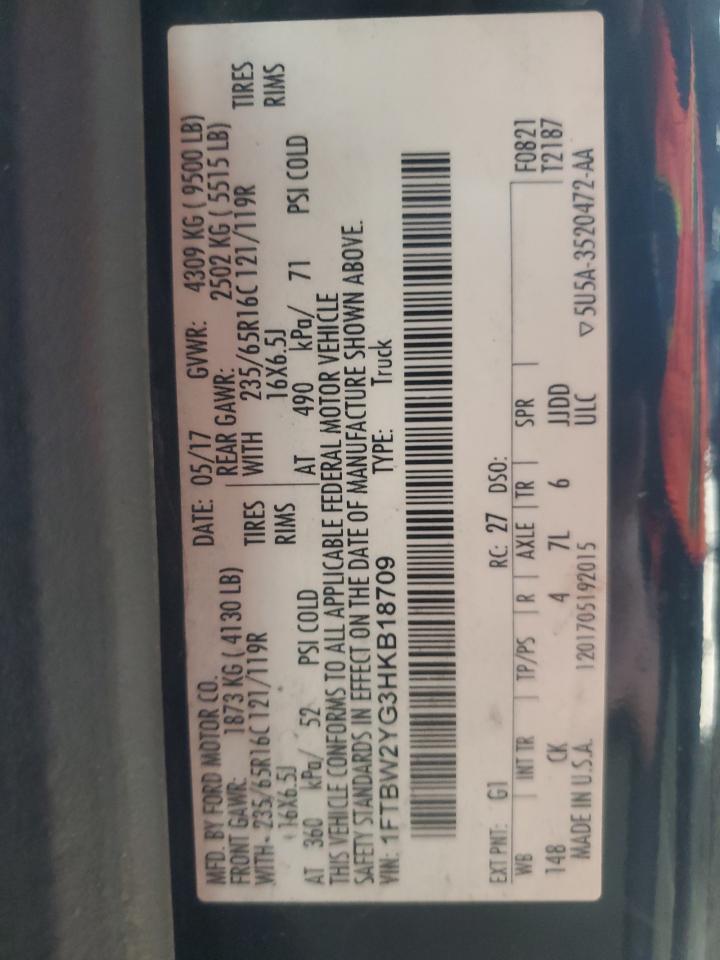 MFD. BY FORD MOTOR CO.
DATE: 05/17 GVWR: 4309 KG ( 9500 LB)
FRONT GAWR: 1873 KG ( 4130 LB)
REAR GAWR: 2502 KG ( 5515 LB)
WITH 235/65R16C 121/119R TIRES
WITH 235/65R16C 121/119R TIRES
16X6.5J RIMS
16X6.5J RIMS
AT 360 kPa/ 52 PSI COLD
AT 490 kPa/ 71 PSI COLD
THIS VEHICLE CONFORMS TO ALL APPLICABLE FEDERAL MOTOR VEHICLE
SAFETY STANDARDS IN EFFECT ON THE DATE OF MANUFACTURE SHOWN ABOVE.
VIN: 1FTBW2YG3HKB18709 TYPE: Truck
EXT PNT: G1 RC: 27 DSO: F0821
WB INT TR TP/PS R AXLE TR SPR T2187
148 CK 4 7L 6 JJDD
MADE IN U.S.A. 1201705192015 ULC ▽5U5A-3520472-AA